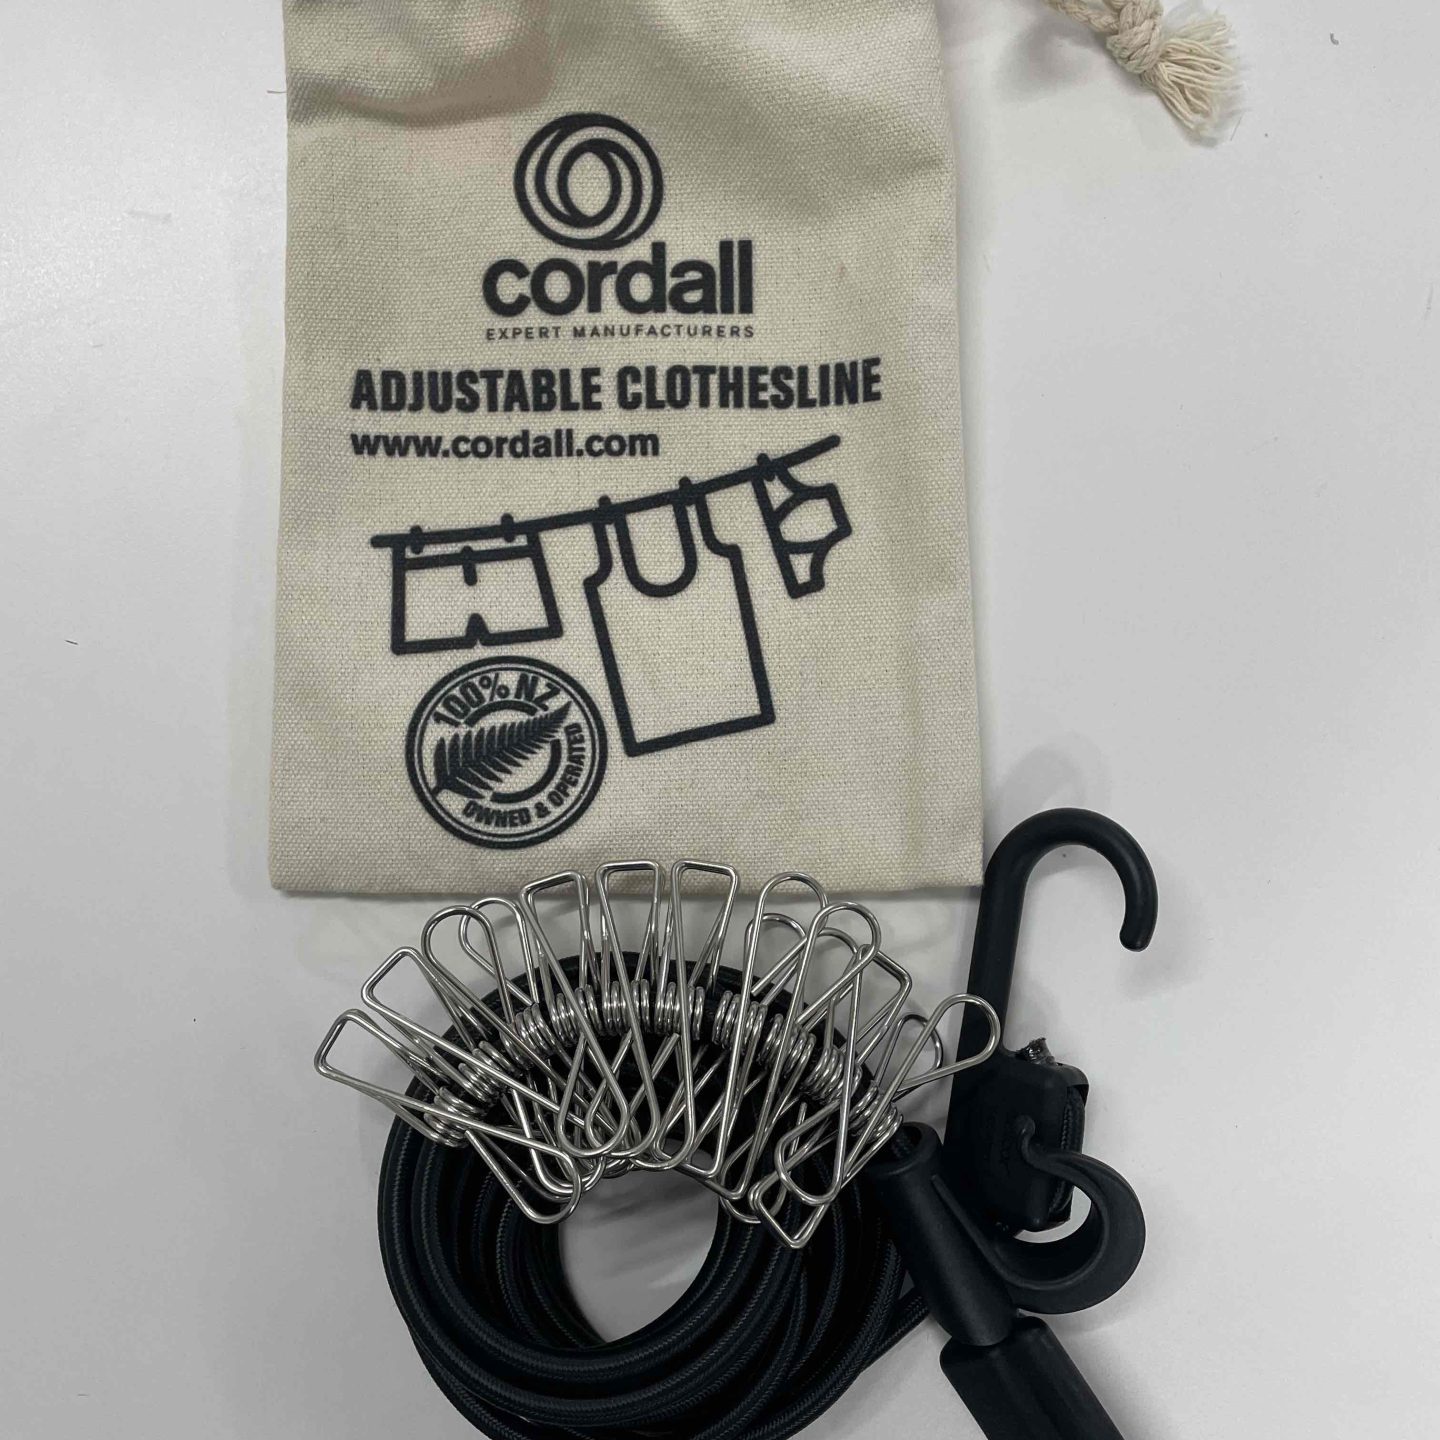 cordall
EXPERT MANUFACTURERS
ADJUSTABLE CLOTHESLINE
www.cordall.com
100% NZ
OWNED & OPERATED